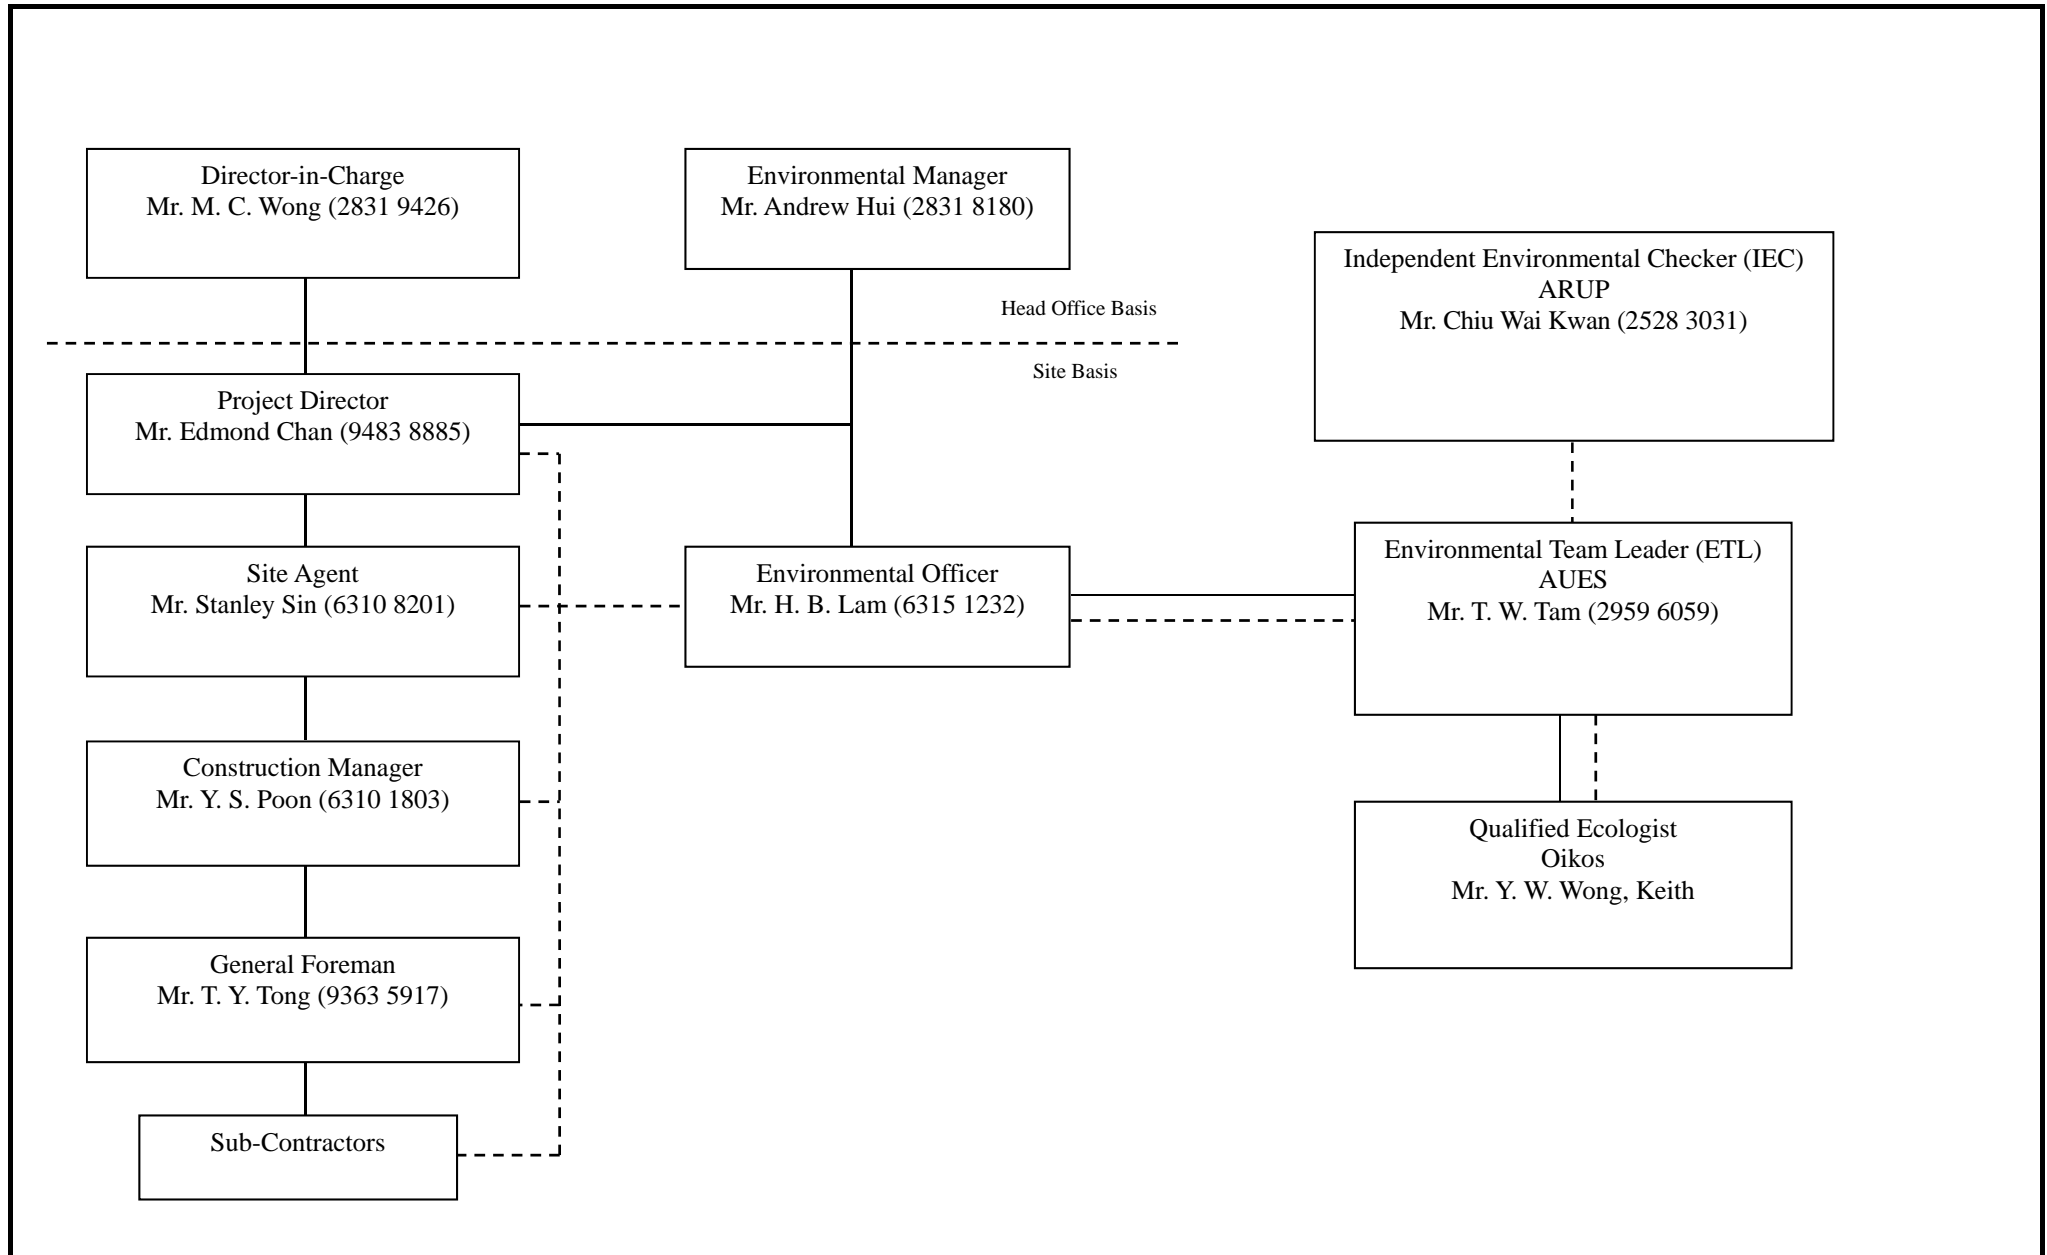 Director-in-Charge
Mr. M. C. Wong (2831 9426)
Environmental Manager
Mr. Andrew Hui (2831 8180)
Independent Environmental Checker (IEC)
ARUP
Mr. Chiu Wai Kwan (2528 3031)
Head Office Basis
Site Basis
Project Director
Mr. Edmond Chan (9483 8885)
Site Agent
Mr. Stanley Sin (6310 8201)
Environmental Officer
Mr. H. B. Lam (6315 1232)
Environmental Team Leader (ETL)
AUES
Mr. T. W. Tam (2959 6059)
Construction Manager
Mr. Y. S. Poon (6310 1803)
Qualified Ecologist
Oikos
Mr. Y. W. Wong, Keith
General Foreman
Mr. T. Y. Tong (9363 5917)
Sub-Contractors